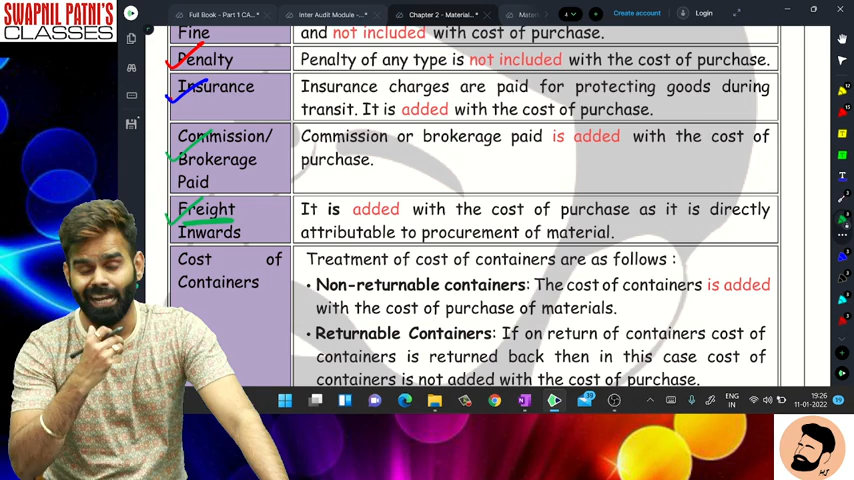 SWAPNIL PATNI'S
CLASSES
Full Book - Part 1 CA...
Inter Audit Module -...
Chapter 2 - Material...
Mater
Create account
Login
Fine
and not included with cost of purchase.
Penalty
Penalty of any type is not included with the cost of purchase.
Insurance
Insurance charges are paid for protecting goods during
transit. It is added with the cost of purchase.
Commission/
Brokerage
Paid
Commission or brokerage paid is added with the cost of
purchase.
Freight
Inwards
It is added with the cost of purchase as it is directly
attributable to procurement of material.
Cost of
Containers
Treatment of cost of containers are as follows :
• Non-returnable containers: The cost of containers is added
with the cost of purchase of materials.
• Returnable Containers: If on return of containers cost of
containers is returned back then in this case cost of
containers is not added with the cost of purchase.
ENG
IN
19:26
11-01-2022